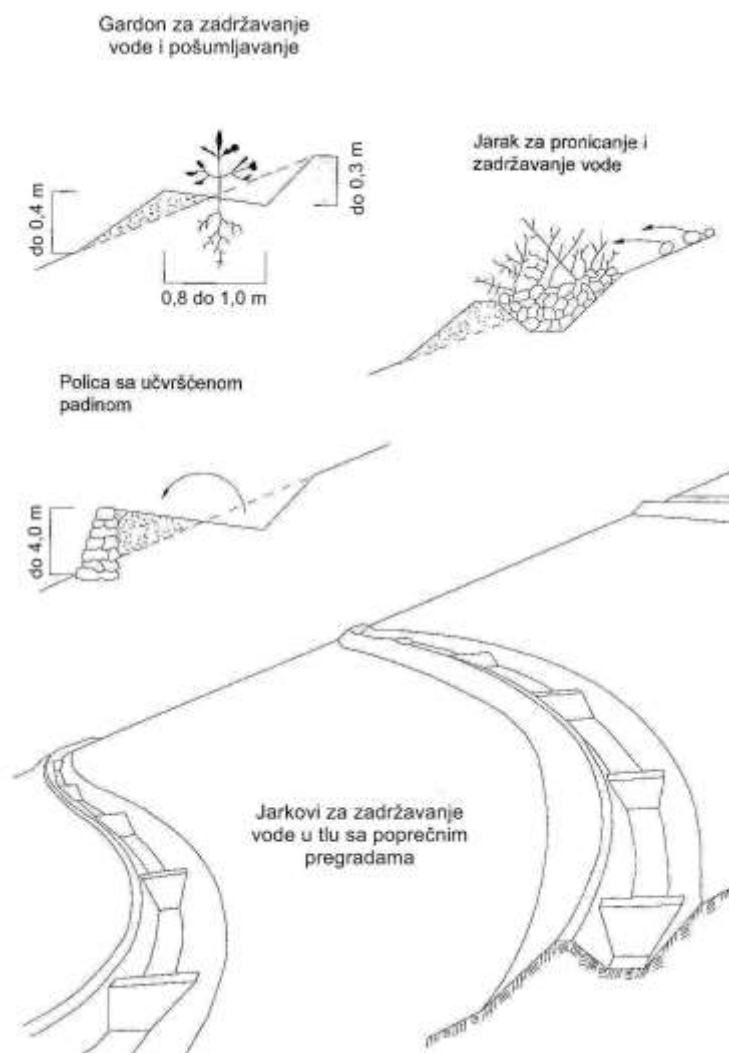 Gardon za zadržavanje
vode i pošumljavanje
do 0,4 m
do 0,3 m
0,8 do 1,0 m
Jarak za pronicanje i
zadržavanje vode
Polica sa učvršćenom
padinom
do 4,0 m
Jarkovi za zadržavanje
vode u tlu sa poprečnim
pregradama